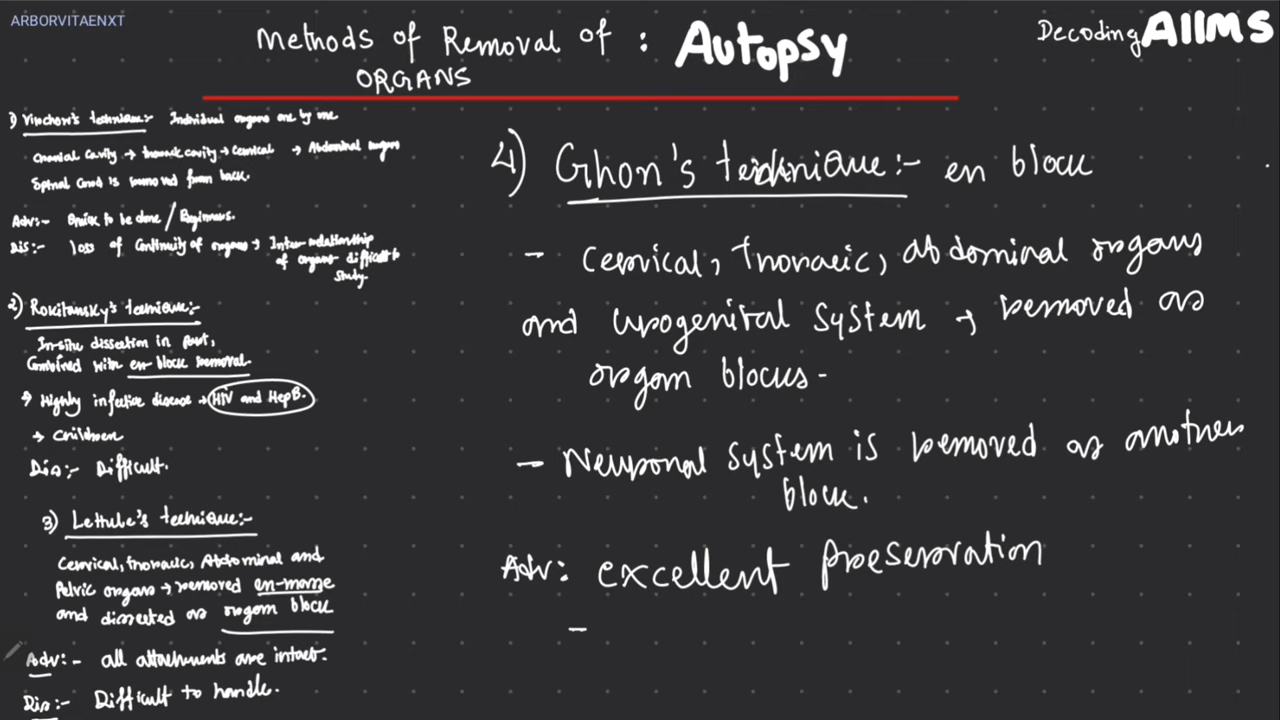 ARBORVITAENXT
Methods of Removal of : Autopsy
ORGANS
Decoding AIIMS
1) Virchow's technique:- Individual organs one by one
Cranial cavity → thoracic cavity → Cervical → Abdominal organs
Spinal Cord is removed from back.
Adv:- Quick to be done / Beginners.
Dis:- loss of Continuity of organs → Inter-relationship
of organs difficult to
study
2) Rokitansky's technique:-
In-situ dissection in part,
Combined with en-block removal
→ Highly infective disease → HIV and Hep B.
→ Children
Dis:- Difficult.
3) Lettule's technique:-
Cervical, thoracic, Abdominal and
Pelvic organs → removed en-masse
and dissected as organ block
Adv:- all attachments are intact.
Dis:- Difficult to handle.
4) Ghon's technique:- en block
- Cervical, thoracic, abdominal organs
and urogenital system → removed as
organ blocks -
- Neuronal system is removed as another
block.
Adv: excellent preservation
-